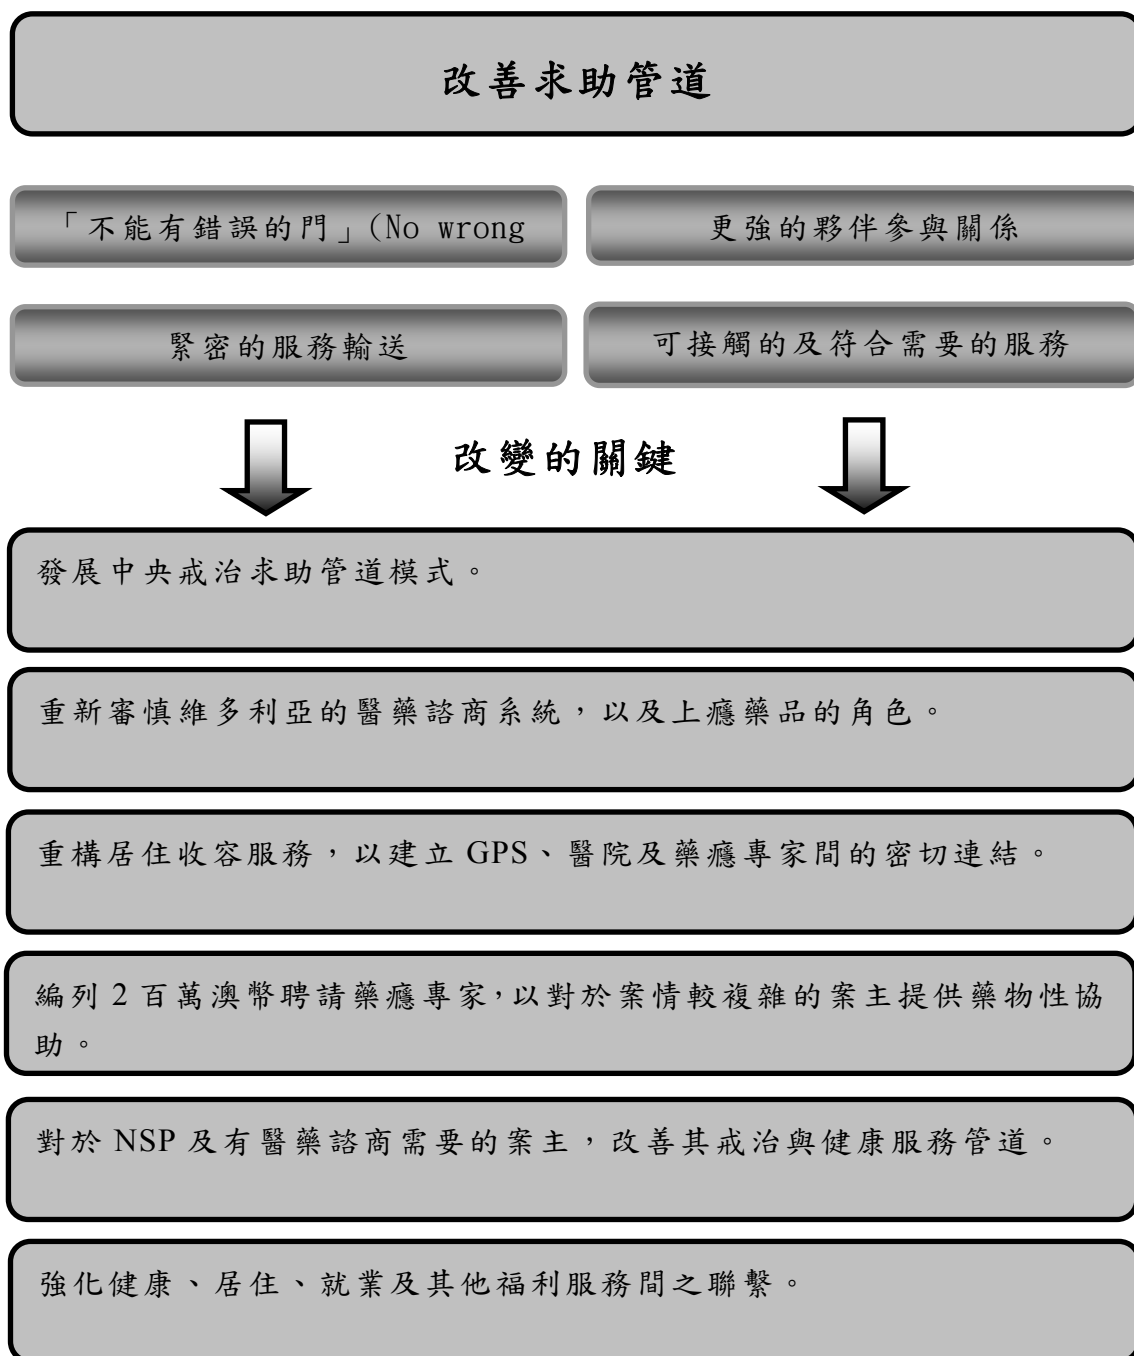 改善求助管道
「不能有錯誤的門」(No wrong
更強的夥伴參與關係
緊密的服務輸送
可接觸的及符合需要的服務
改變的關鍵
發展中央戒治求助管道模式。
重新審慎維多利亞的醫藥諮商系統，以及上癮藥品的角色。
重構居住收容服務，以建立 GPS、醫院及藥癮專家間的密切連結。
編列 2 百萬澳幣聘請藥癮專家，以對於案情較複雜的案主提供藥物性協
助。
對於 NSP 及有醫藥諮商需要的案主，改善其戒治與健康服務管道。
強化健康、居住、就業及其他福利服務間之聯繫。